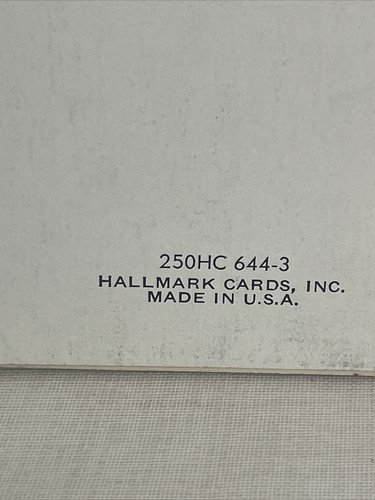 250HC 644-3
HALLMARK CARDS, INC.
MADE IN U.S.A.